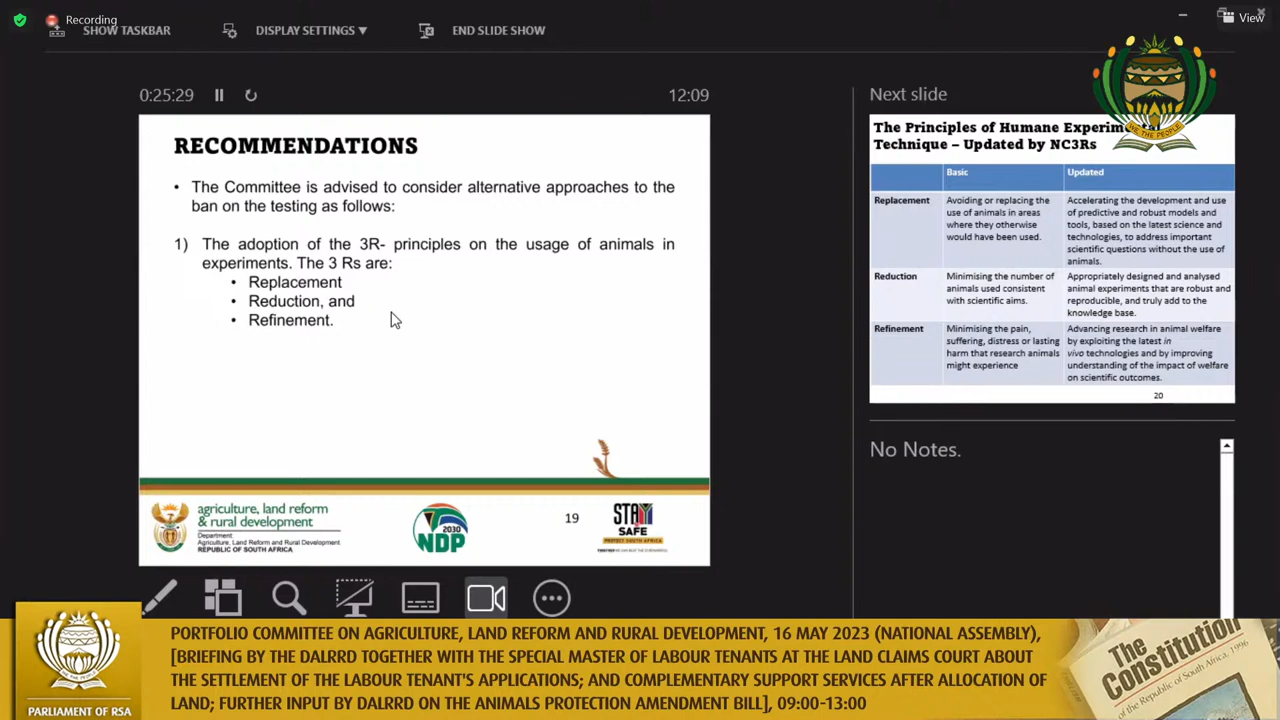 Recording
SHOW TASKBAR
DISPLAY SETTINGS
END SLIDE SHOW
View
0:25:29
12:09
RECOMMENDATIONS
• The Committee is advised to consider alternative approaches to the
ban on the testing as follows:
1) The adoption of the 3R- principles on the usage of animals in
experiments. The 3 Rs are:
• Replacement
• Reduction, and
• Refinement.
agriculture, land reform
& rural development
Department:
Agriculture, Land Reform and Rural Development
REPUBLIC OF SOUTH AFRICA
2030
NDP
19
STAY
SAFE
PROTECT SOUTH AFRICA
Next slide
The Principles of Humane Experimental
Technique – Updated by NC3Rs
Basic
Updated
Replacement
Avoiding or replacing the
use of animals in areas
where they otherwise
would have been used.
Accelerating the development and use
of predictive and robust models and
tools, based on the latest science and
technologies, to address important
scientific questions without the use of
animals.
Reduction
Minimising the number of
animals used consistent
with scientific aims.
Appropriately designed and analysed
animal experiments that are robust and
reproducible, and truly add to the
knowledge base.
Refinement
Minimising the pain,
suffering, distress or lasting
harm that research animals
might experience
Advancing research in animal welfare
by exploiting the latest in
vivo technologies and by improving
understanding of the impact of welfare
on scientific outcomes.
20
WE THE PEOPLE
No Notes.
PARLIAMENT OF RSA
PORTFOLIO COMMITTEE ON AGRICULTURE, LAND REFORM AND RURAL DEVELOPMENT, 16 MAY 2023 (NATIONAL ASSEMBLY),
[BRIEFING BY THE DALRRD TOGETHER WITH THE SPECIAL MASTER OF LABOUR TENANTS AT THE LAND CLAIMS COURT ABOUT
THE SETTLEMENT OF THE LABOUR TENANT'S APPLICATIONS; AND COMPLEMENTARY SUPPORT SERVICES AFTER ALLOCATION OF
LAND; FURTHER INPUT BY DALRRD ON THE ANIMALS PROTECTION AMENDMENT BILL], 09:00-13:00
The
Constitution
of the Republic of South Africa, 1996